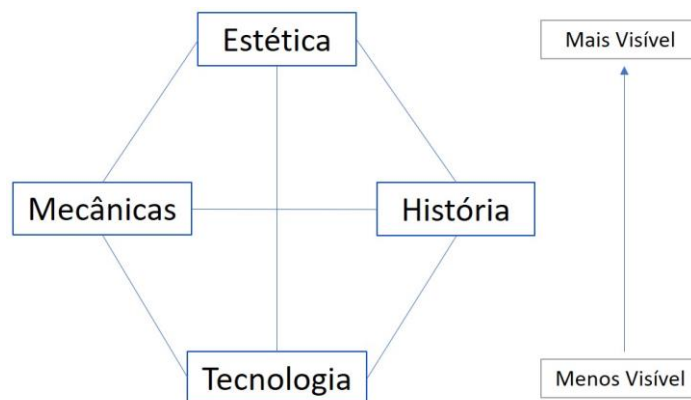 Estética
Mais Visível
Mecânicas
História
Tecnologia
Menos Visível